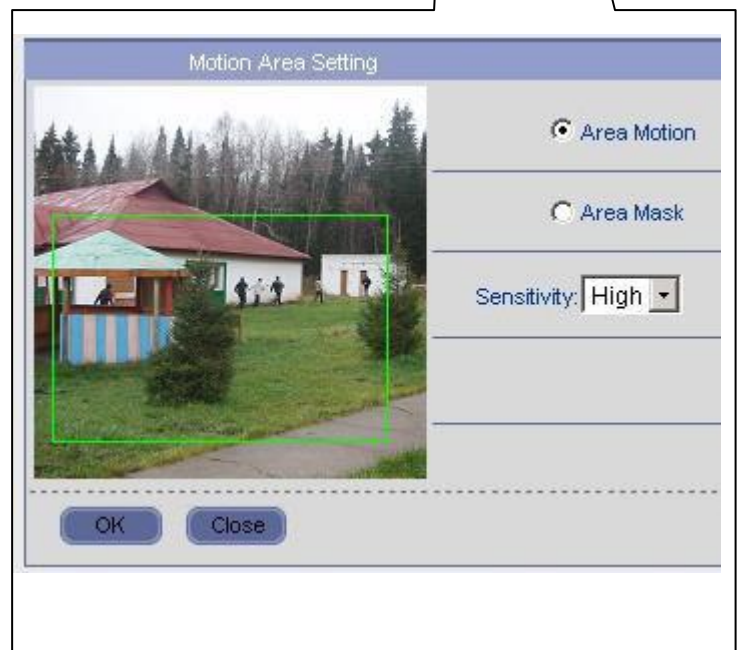 Motion Area Setting
Area Motion
Area Mask
Sensitivity: High
OK
Close